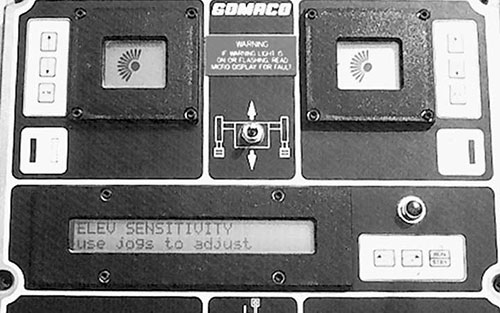 GOMACO
WARNING
IF WARNING LIGHT IS
ON OR FLASHING, READ
MICRO DISPLAY FOR FAULT
ELEV SENSITIVITY
use jogs to adjust